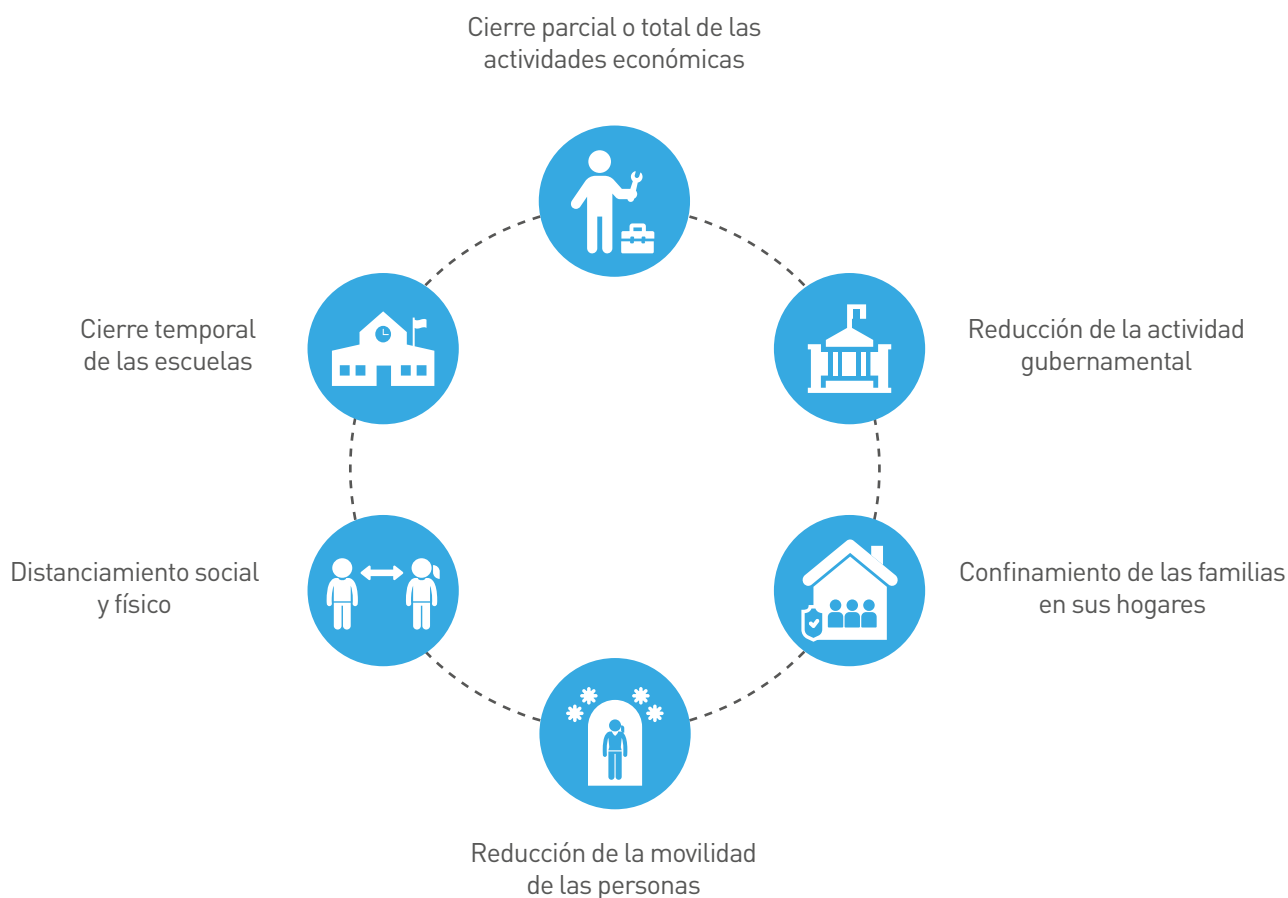 Cierre parcial o total de las
actividades económicas
Cierre temporal
de las escuelas
Reducción de la actividad
gubernamental
Distanciamiento social
y físico
Confinamiento de las familias
en sus hogares
Reducción de la movilidad
de las personas